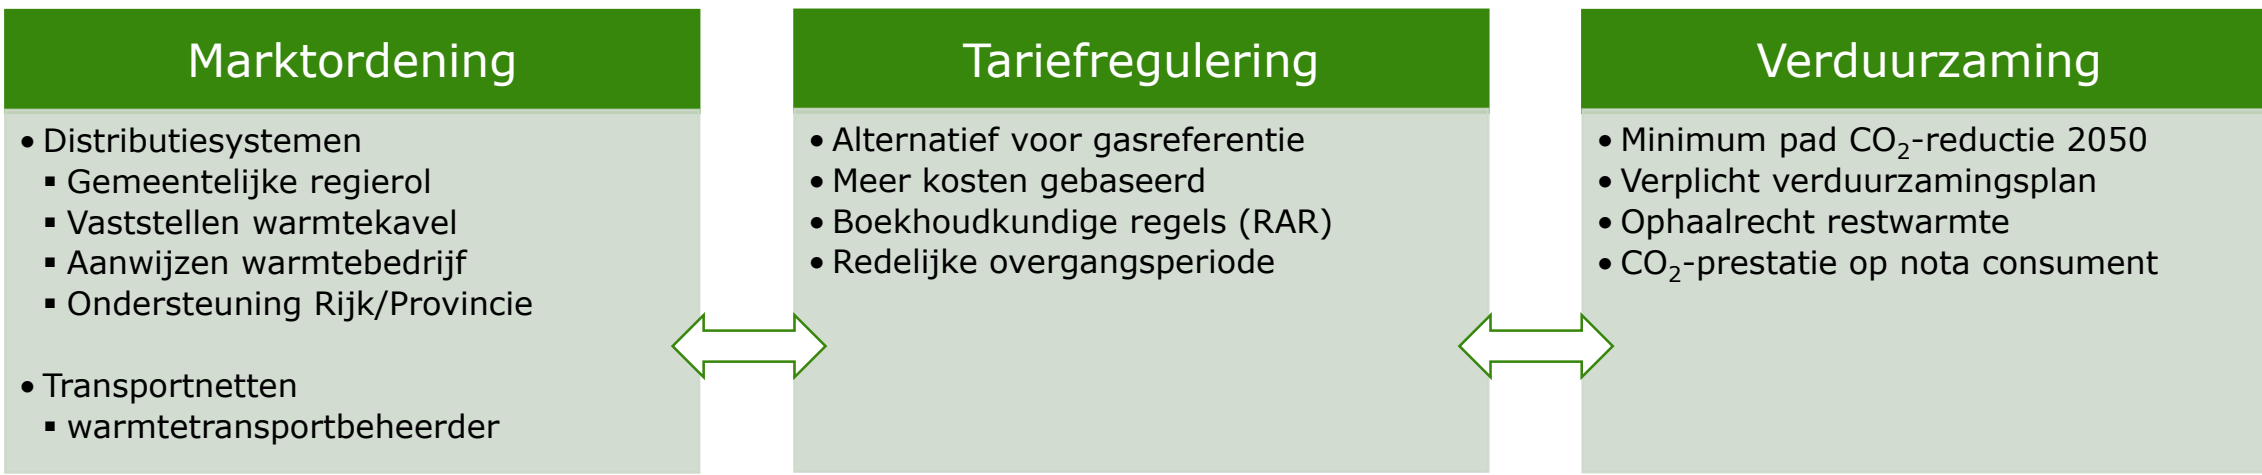 Marktordening
• Distributiesystemen
▪ Gemeentelijke regierol
▪ Vaststellen warmtekavel
▪ Aanwijzen warmtebedrijf
▪ Ondersteuning Rijk/Provincie
• Transportnetten
▪ warmtetransportbeheerder
Tariefregulering
• Alternatief voor gasreferentie
• Meer kosten gebaseerd
• Boekhoudkundige regels (RAR)
• Redelijke overgangsperiode
Verduurzaming
• Minimum pad CO₂-reductie 2050
• Verplicht verduurzamingsplan
• Ophaalrecht restwarmte
• CO₂-prestatie op nota consument